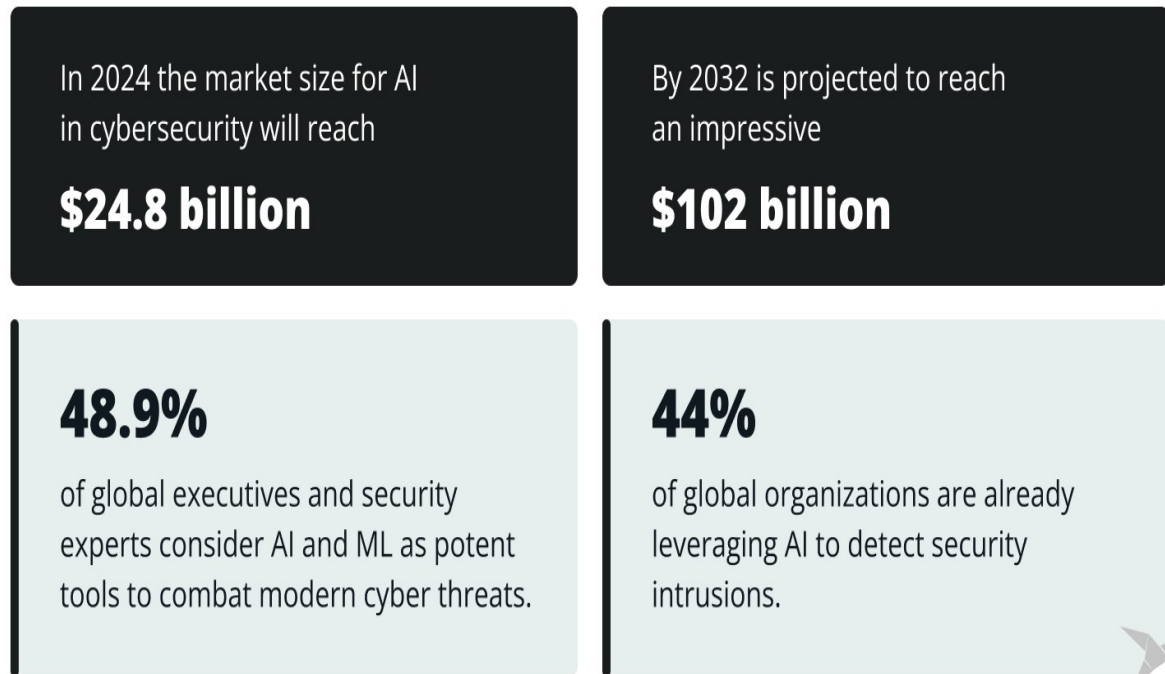 In 2024 the market size for AI
in cybersecurity will reach
$24.8 billion
By 2032 is projected to reach
an impressive
$102 billion
48.9%
of global executives and security
experts consider AI and ML as potent
tools to combat modern cyber threats.
44%
of global organizations are already
leveraging AI to detect security
intrusions.